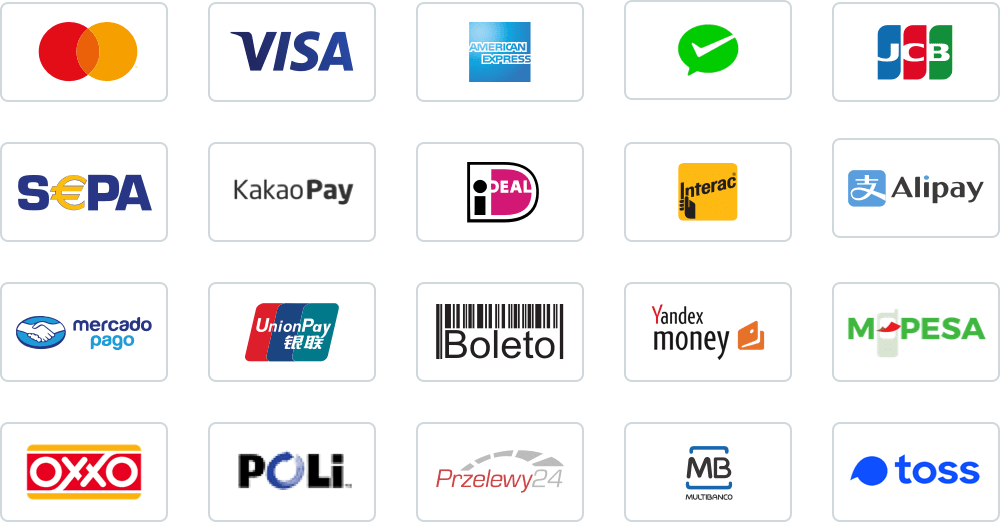 VISA
AMERICAN
EXPRESS
JCB
S€PA
KakaoPay
iDEAL
Interac®
支 Alipay
mercado
pago
UnionPay
银联
Boleto
Yandex
money
M-PESA
OXXO
POLi™
Przelewy24
MB
MULTIBANCO
toss